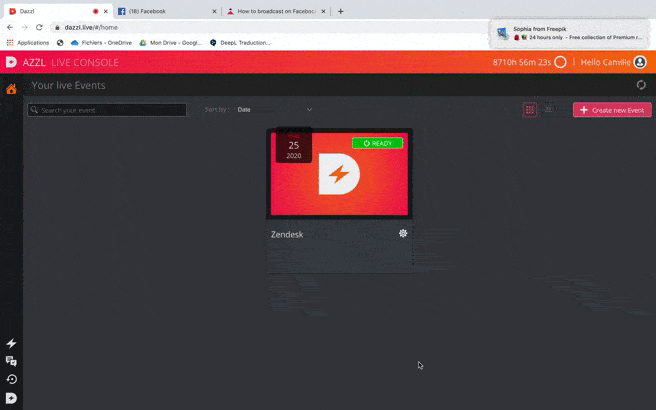 Dazzl
(18) Facebook
How to broadcast on Facebook
dazzl.live/#/home
Applications
Fichiers – OneDrive
Mon Drive – Googl...
DeepL Traduction...
Sophia from Freepik
24 hours only - Free collection of Premium r...
AZZL LIVE CONSOLE
8710h 56m 23s
Hello Camille
Your live Events
Search your event
Sort by :
Date
Create new Event
25
2020
READY
Zendesk